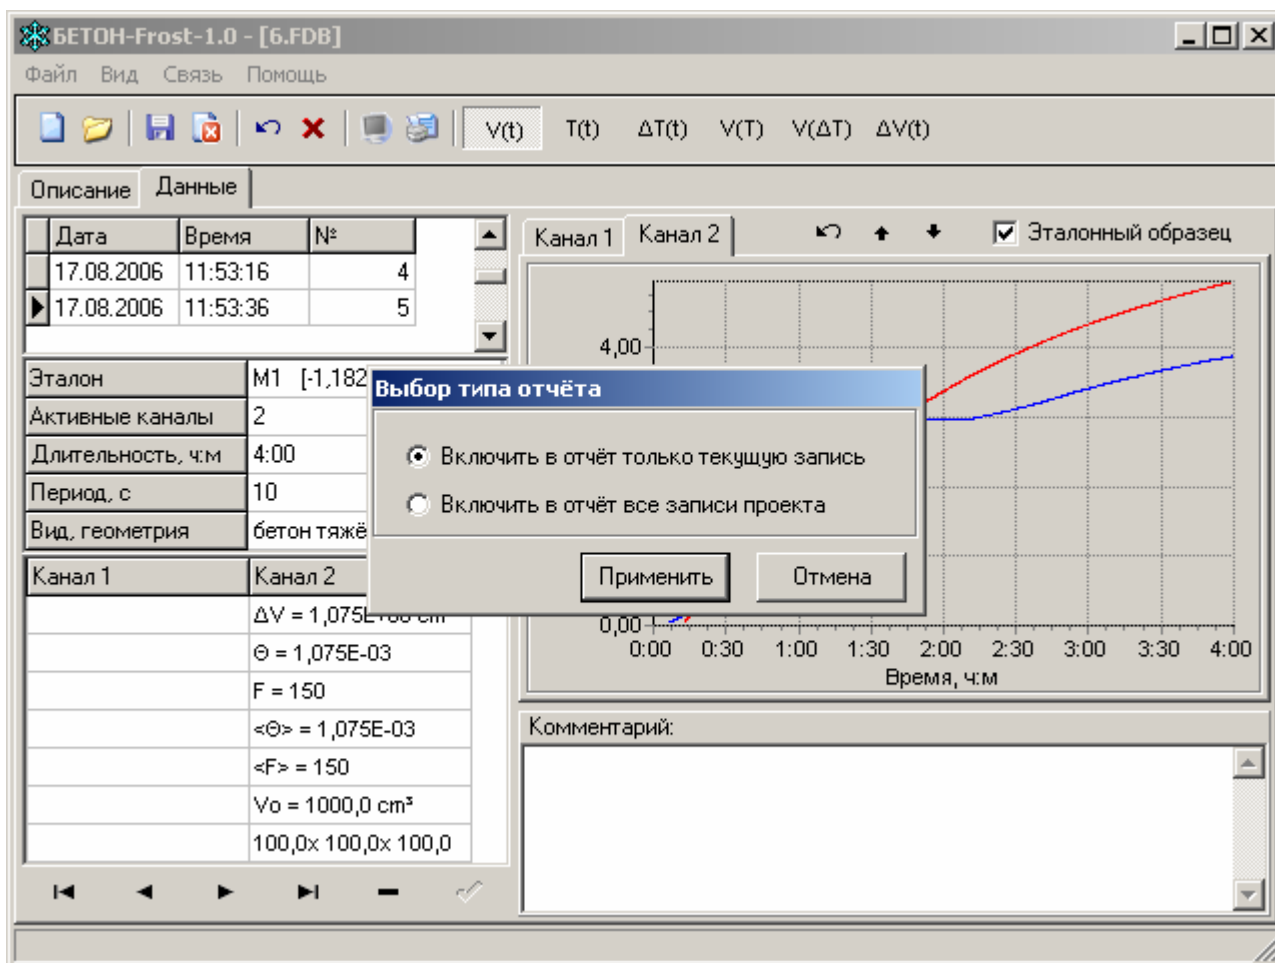 БЕТОН-Frost-1.0 - [6.FDB]
Файл Вид Связь Помощь
V(t) T(t) ΔT(t) V(T) V(ΔT) ΔV(t)
Описание Данные
Дата Время №
17.08.2006 11:53:16 4
17.08.2006 11:53:36 5
Эталон М1 [-1,182
Активные каналы 2
Длительность, ч:м 4:00
Период, с 10
Вид, геометрия бетон тяжё
Канал 1 Канал 2
ΔV = 1,075E+00 cm³
Θ = 1,075E-03
F = 150
<Θ> = 1,075E-03
<F> = 150
Vo = 1000,0 cm³
100,0x 100,0x 100,0
Канал 1 Канал 2 Эталонный образец
4,00
0,00
0:00 0:30 1:00 1:30 2:00 2:30 3:00 3:30 4:00
Время, ч:м
Выбор типа отчёта
Включить в отчёт только текущую запись
Включить в отчёт все записи проекта
Применить Отмена
Комментарий: